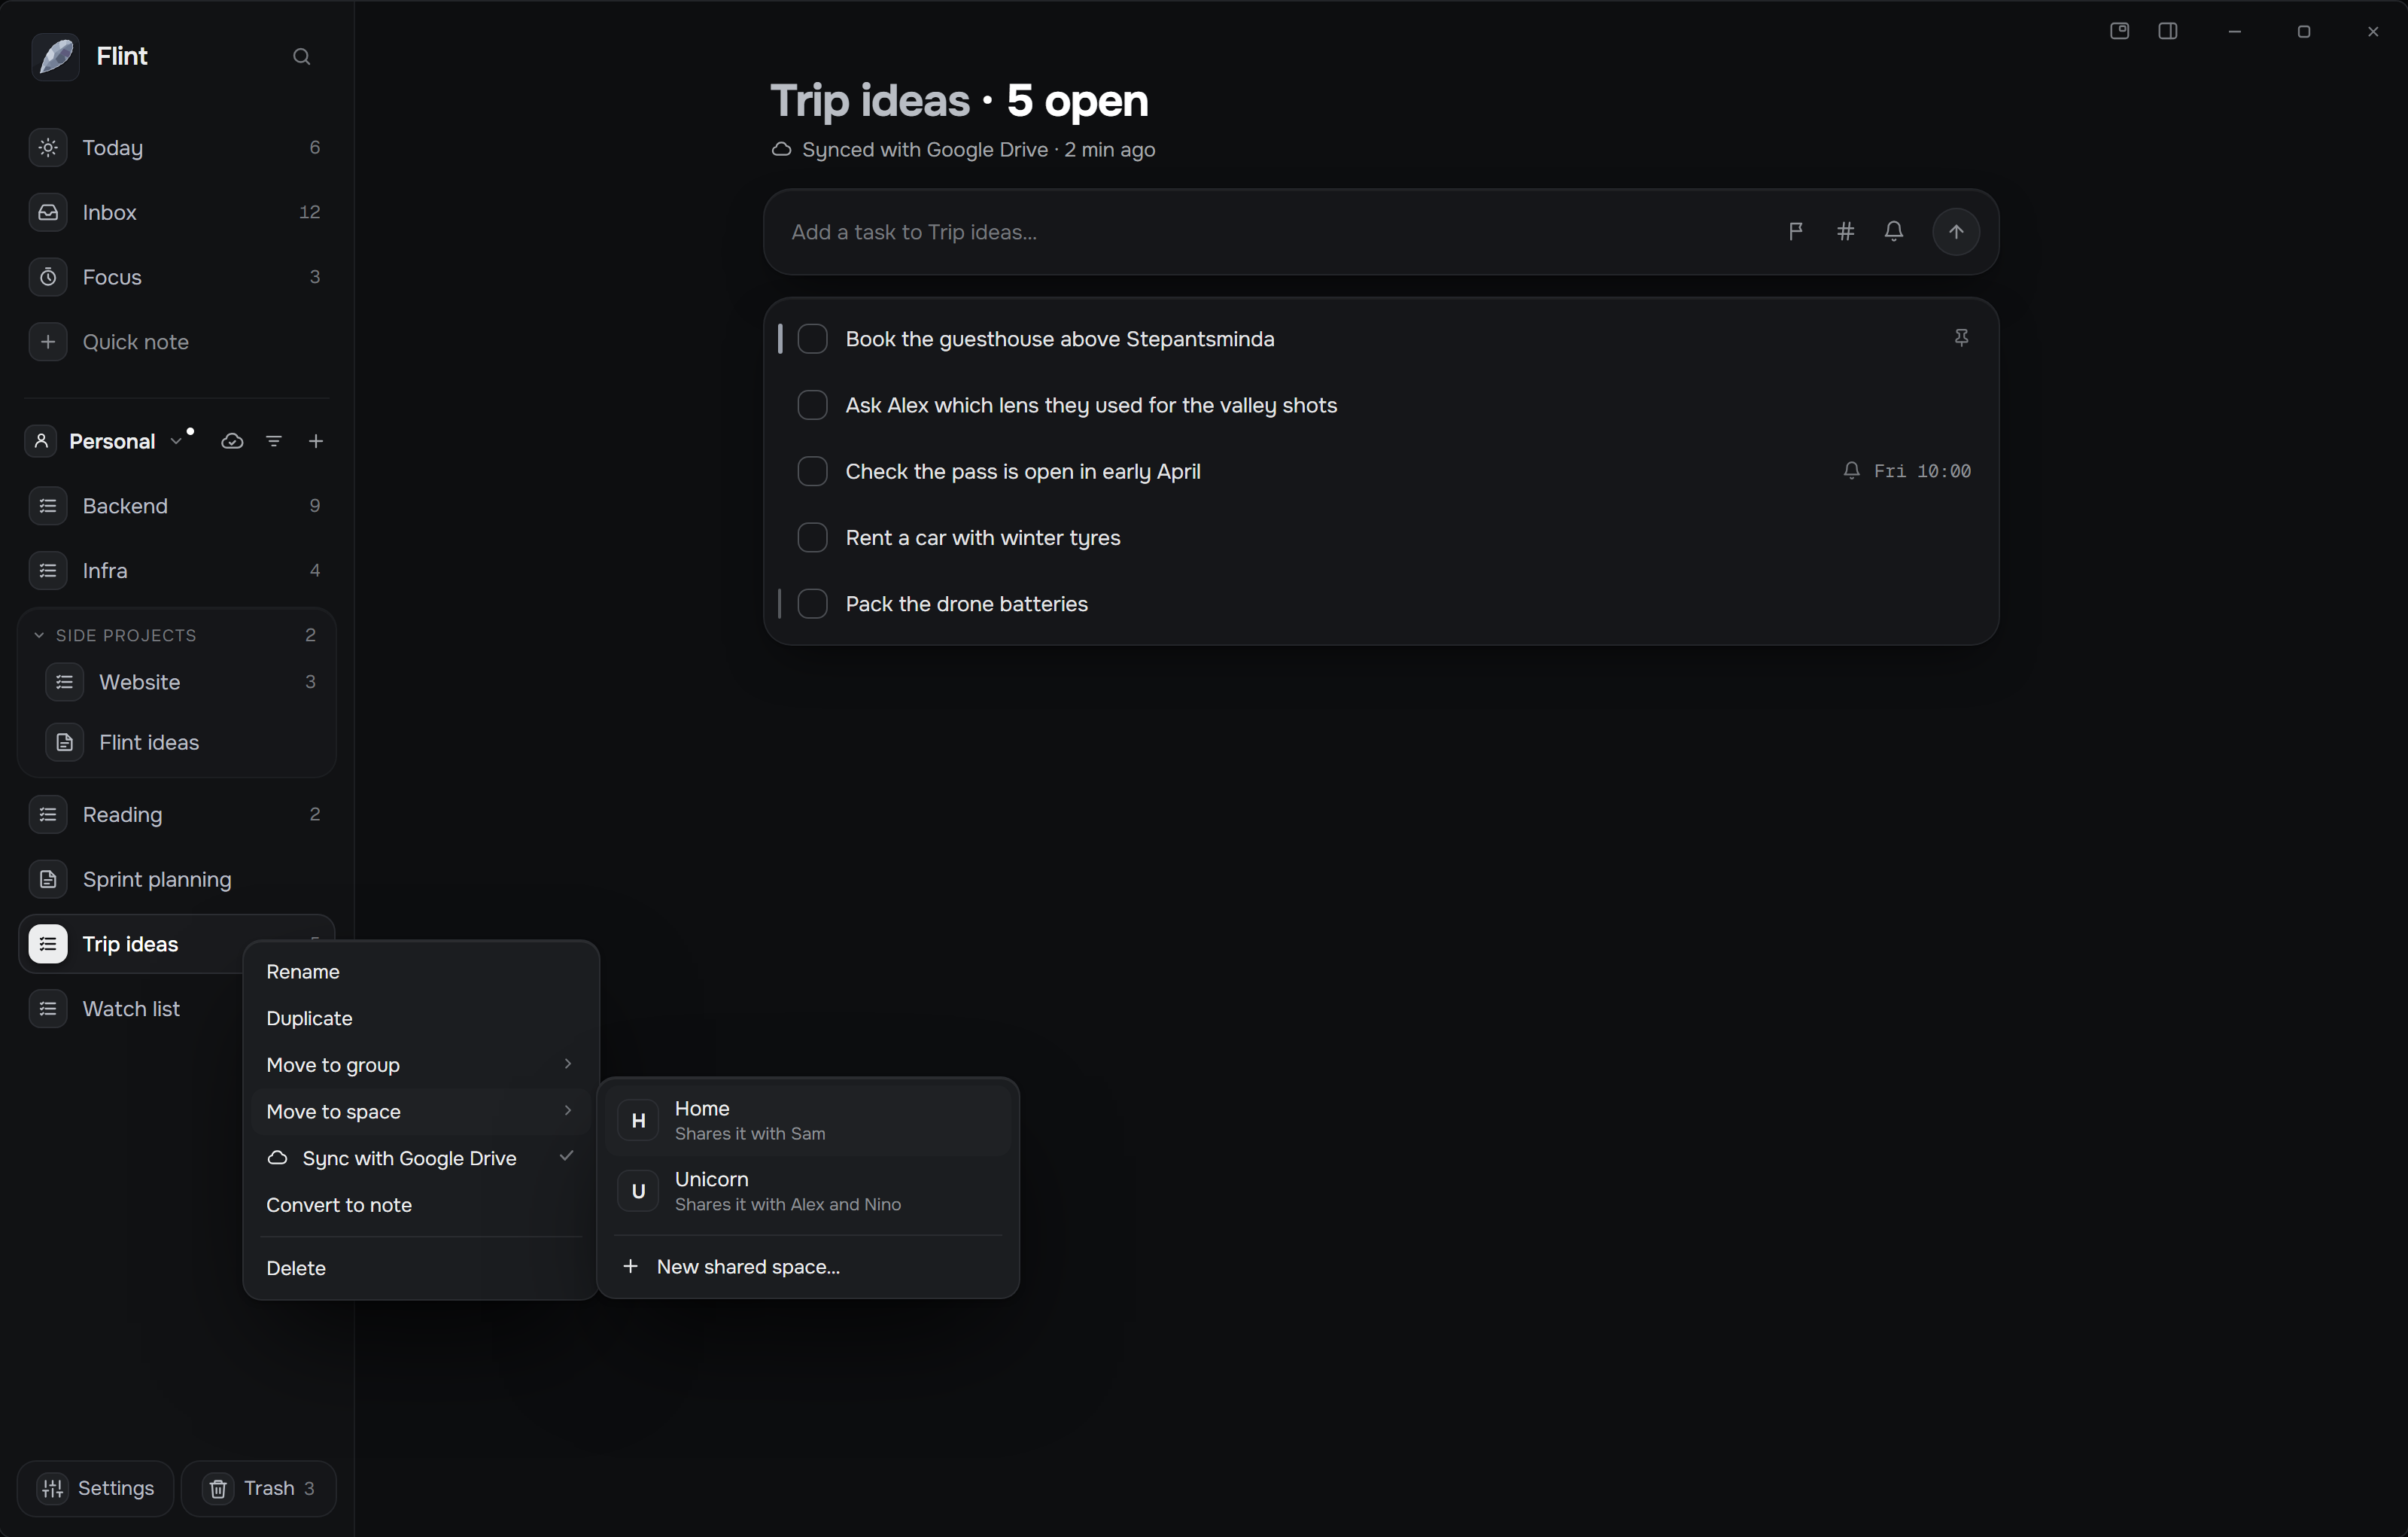 Flint
Today 6
Inbox 12
Focus 3
Quick note
Personal
Backend 9
Infra 4
SIDE PROJECTS 2
Website 3
Flint ideas
Reading 2
Sprint planning
Trip ideas
Watch list
Settings
Trash 3
Trip ideas · 5 open
Synced with Google Drive · 2 min ago
Add a task to Trip ideas...
Book the guesthouse above Stepantsminda
Ask Alex which lens they used for the valley shots
Check the pass is open in early April Fri 10:00
Rent a car with winter tyres
Pack the drone batteries
Rename
Duplicate
Move to group
Move to space
Sync with Google Drive
Convert to note
Delete
H Home
Shares it with Sam
U Unicorn
Shares it with Alex and Nino
New shared space...